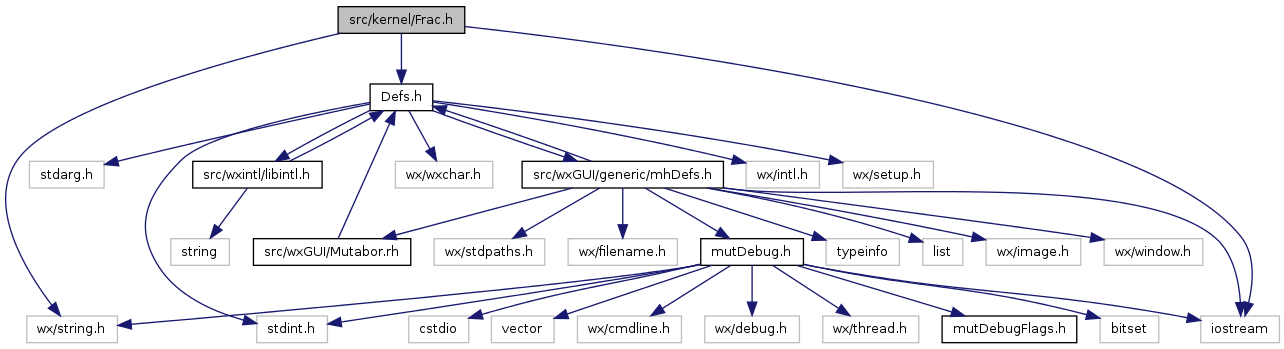 src/kernel/Frac.h
Defs.h
stdarg.h
src/wxintl/libintl.h
wx/wxchar.h
src/wxGUI/generic/mhDefs.h
wx/intl.h
wx/setup.h
string
src/wxGUI/Mutabor.rh
wx/stdpaths.h
wx/filename.h
mutDebug.h
typeinfo
list
wx/image.h
wx/window.h
wx/string.h
stdint.h
cstdio
vector
wx/cmdline.h
wx/debug.h
wx/thread.h
mutDebugFlags.h
bitset
iostream